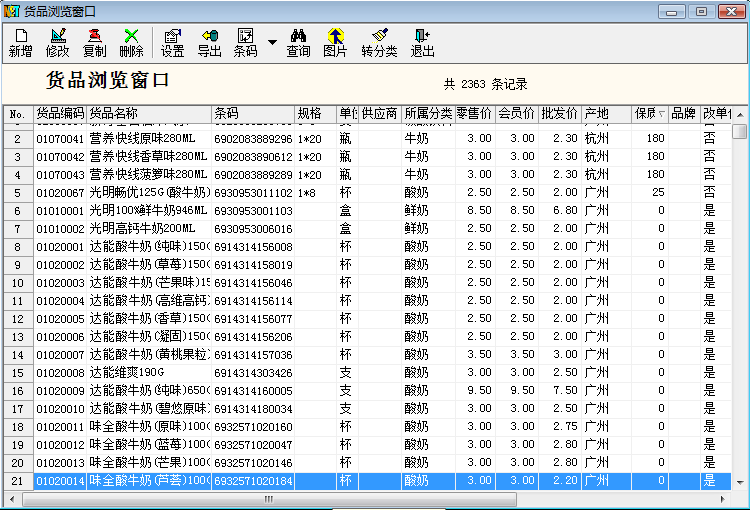 货品浏览窗口
新增 修改 复制 删除 设置 导出 条码 查询 图片 转分类 退出
货品浏览窗口 共 2363 条记录
No. 货品编码 货品名称 条码 规格 单位 供应商 所属分类 零售价 会员价 批发价 产地 保质 品牌 改单价
2 01070041 营养快线原味280ML 6902083889296 1*20 瓶 牛奶 3.00 3.00 2.30 杭州 180 否
3 01070042 营养快线香草味280ML 6902083890612 1*20 瓶 牛奶 3.00 3.00 2.30 杭州 180 否
4 01070043 营养快线菠萝味280ML 6902083889289 1*20 瓶 牛奶 3.00 3.00 2.30 杭州 180 否
5 01020067 光明畅优125G(酸牛奶) 6930953011102 1*8 杯 酸奶 2.50 2.50 2.00 广州 25 否
6 01010001 光明100%鲜牛奶946ML 6930953001103 盒 鲜奶 8.50 8.50 6.80 广州 0 是
7 01010002 光明高钙牛奶200ML 6930953006016 盒 鲜奶 2.50 2.50 2.00 广州 0 是
8 01020001 达能酸牛奶(纯味)150G 6914314156008 杯 酸奶 2.50 2.50 2.00 广州 0 是
9 01020002 达能酸牛奶(草莓)150G 6914314158019 杯 酸奶 2.50 2.50 2.00 广州 0 是
10 01020003 达能酸牛奶(芒果味)15 6914314156046 杯 酸奶 2.50 2.50 2.00 广州 0 是
11 01020004 达能酸牛奶(高维高钙) 6914314156114 杯 酸奶 2.50 2.50 2.00 广州 0 是
12 01020005 达能酸牛奶(香草)150G 6914314156077 杯 酸奶 2.50 2.50 2.00 广州 0 是
13 01020006 达能酸牛奶(凝固)150G 6914314156206 杯 酸奶 2.50 2.50 2.00 广州 0 是
14 01020007 达能酸牛奶(黄桃果粒) 6914314157036 杯 酸奶 3.50 3.50 3.00 广州 0 是
15 01020008 达能维爽190G 6914314303426 支 酸奶 3.00 3.00 2.50 广州 0 是
16 01020009 达能酸牛奶(纯味)650G 6914314160005 支 酸奶 9.50 9.50 7.50 广州 0 是
17 01020010 达能酸牛奶(碧悠原味) 6914314180034 支 酸奶 3.00 3.00 2.50 广州 0 是
18 01020011 味全酸牛奶(原味)100G 6932571020160 杯 酸奶 3.00 3.00 2.75 广州 0 是
19 01020012 味全酸牛奶(蓝莓)100G 6932571020047 杯 酸奶 3.00 3.00 2.80 广州 0 是
20 01020013 味全酸牛奶(芒果)100G 6932571020146 杯 酸奶 3.00 3.00 2.80 广州 0 是
21 01020014 味全酸牛奶(芦荟)100G 6932571020184 杯 酸奶 3.00 3.00 2.20 广州 0 是